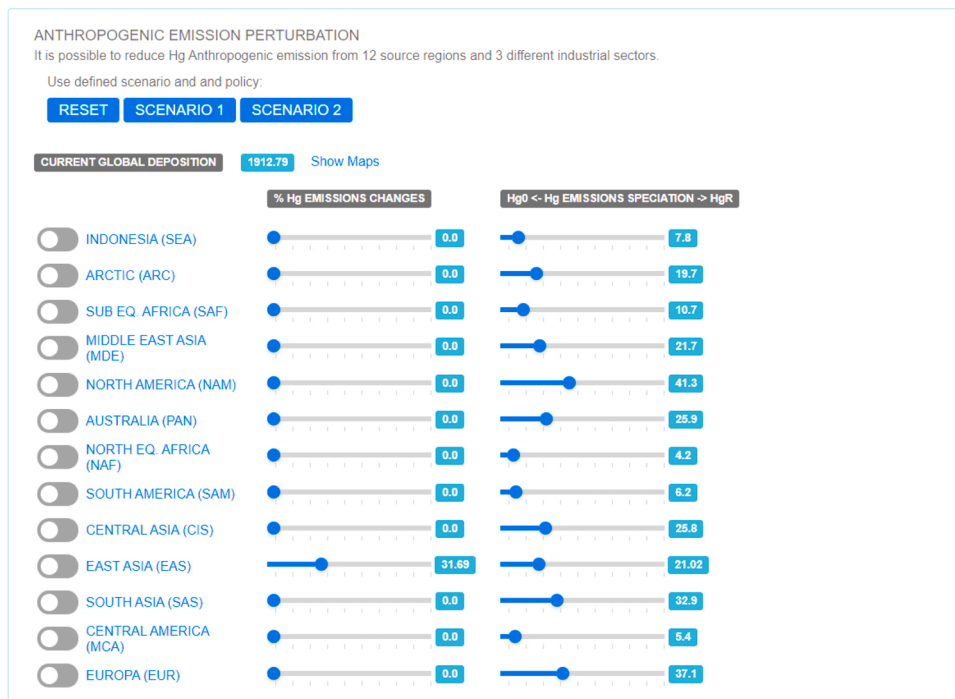 ANTHROPOGENIC EMISSION PERTURBATION
It is possible to reduce Hg Anthropogenic emission from 12 source regions and 3 different industrial sectors.
Use defined scenario and and policy:
RESET SCENARIO 1 SCENARIO 2
CURRENT GLOBAL DEPOSITION 1912.79 Show Maps
% Hg EMISSIONS CHANGES Hg0 <- Hg EMISSIONS SPECIATION -> HgR
INDONESIA (SEA) 0.0 7.8
ARCTIC (ARC) 0.0 19.7
SUB EQ. AFRICA (SAF) 0.0 10.7
MIDDLE EAST ASIA
(MDE) 0.0 21.7
NORTH AMERICA (NAM) 0.0 41.3
AUSTRALIA (PAN) 0.0 25.9
NORTH EQ. AFRICA
(NAF) 0.0 4.2
SOUTH AMERICA (SAM) 0.0 6.2
CENTRAL ASIA (CIS) 0.0 25.8
EAST ASIA (EAS) 31.69 21.02
SOUTH ASIA (SAS) 0.0 32.9
CENTRAL AMERICA
(MCA) 0.0 5.4
EUROPA (EUR) 0.0 37.1